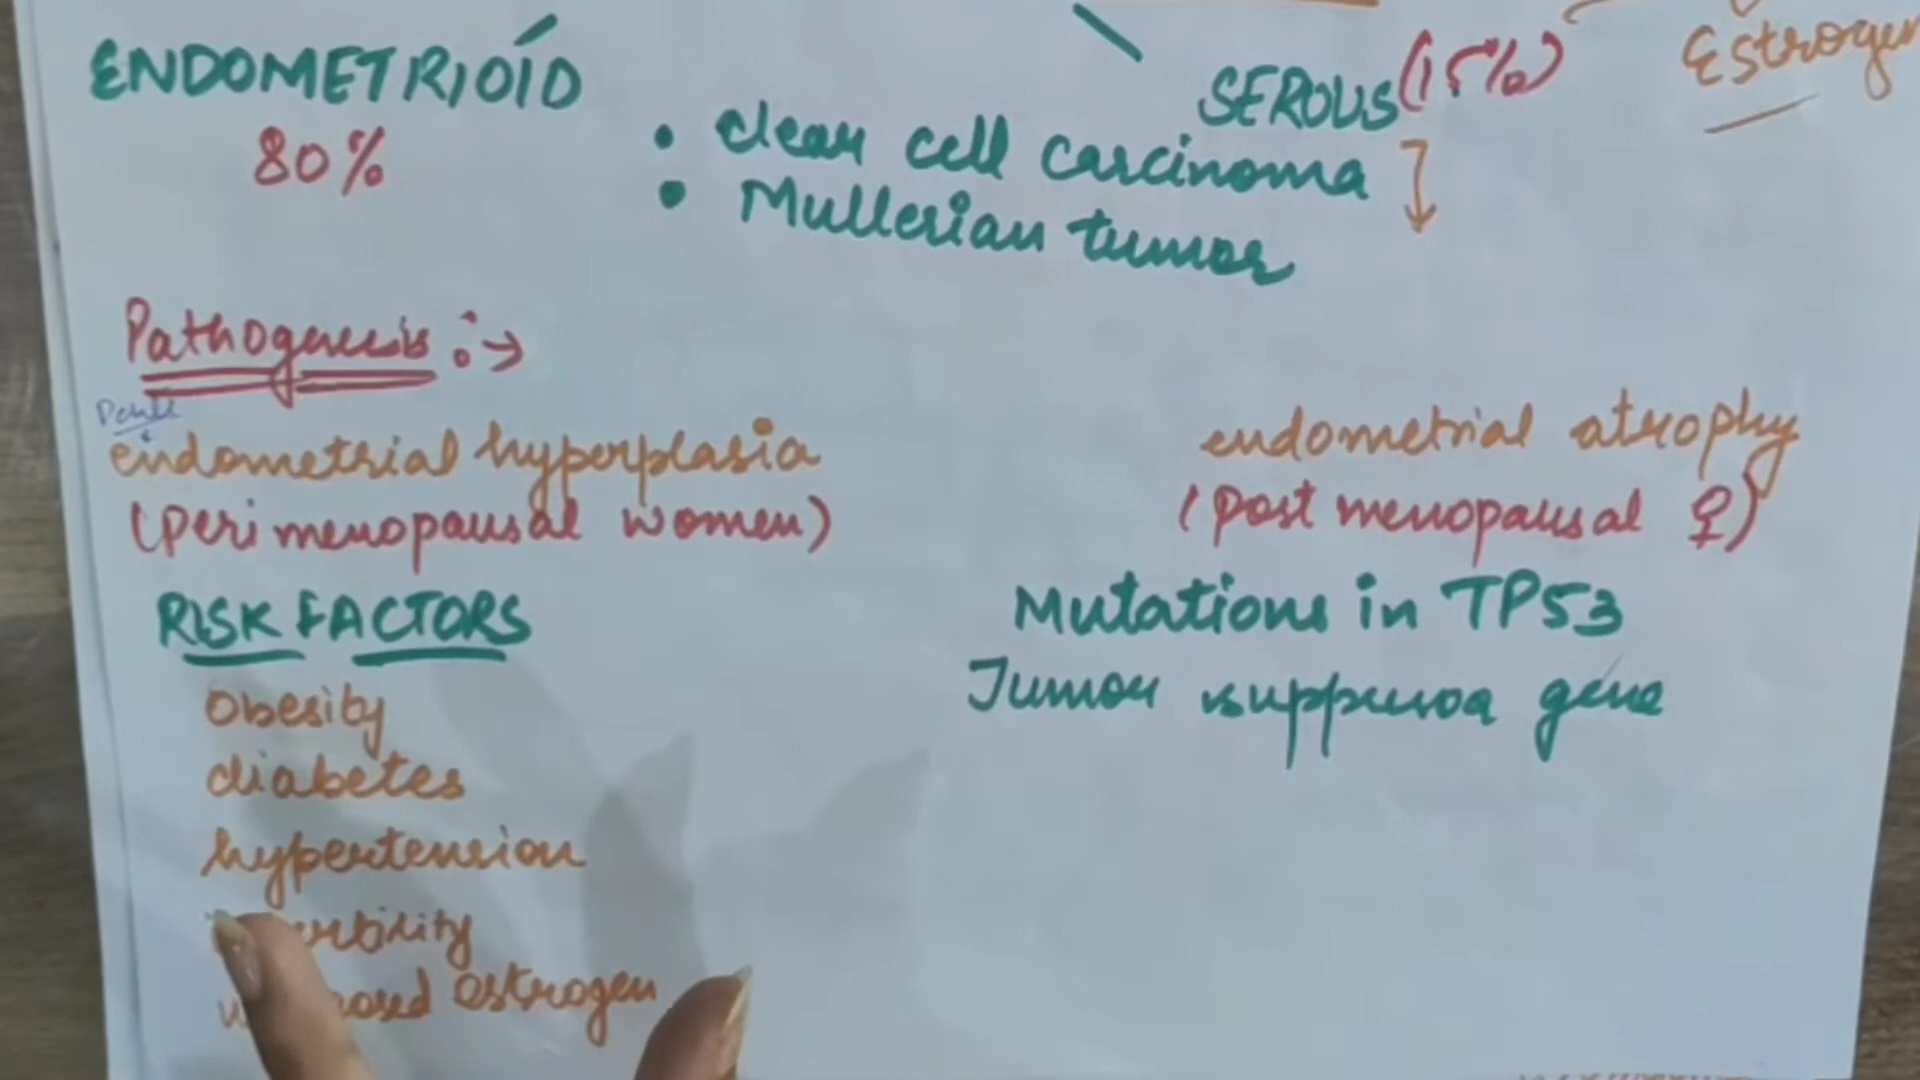 Estrogen
ENDOMETRIOID
SEROUS (15%)
80%
• clear cell carcinoma
• Mullerian tumor
Pathogenesis :→
endometrial hyperplasia
(perimenopausal women)
endometrial atrophy
(post menopausal ♀)
RISK FACTORS
Mutations in TP53
Tumor suppresor gene
Obesity
diabetes
hypertension
estrogen